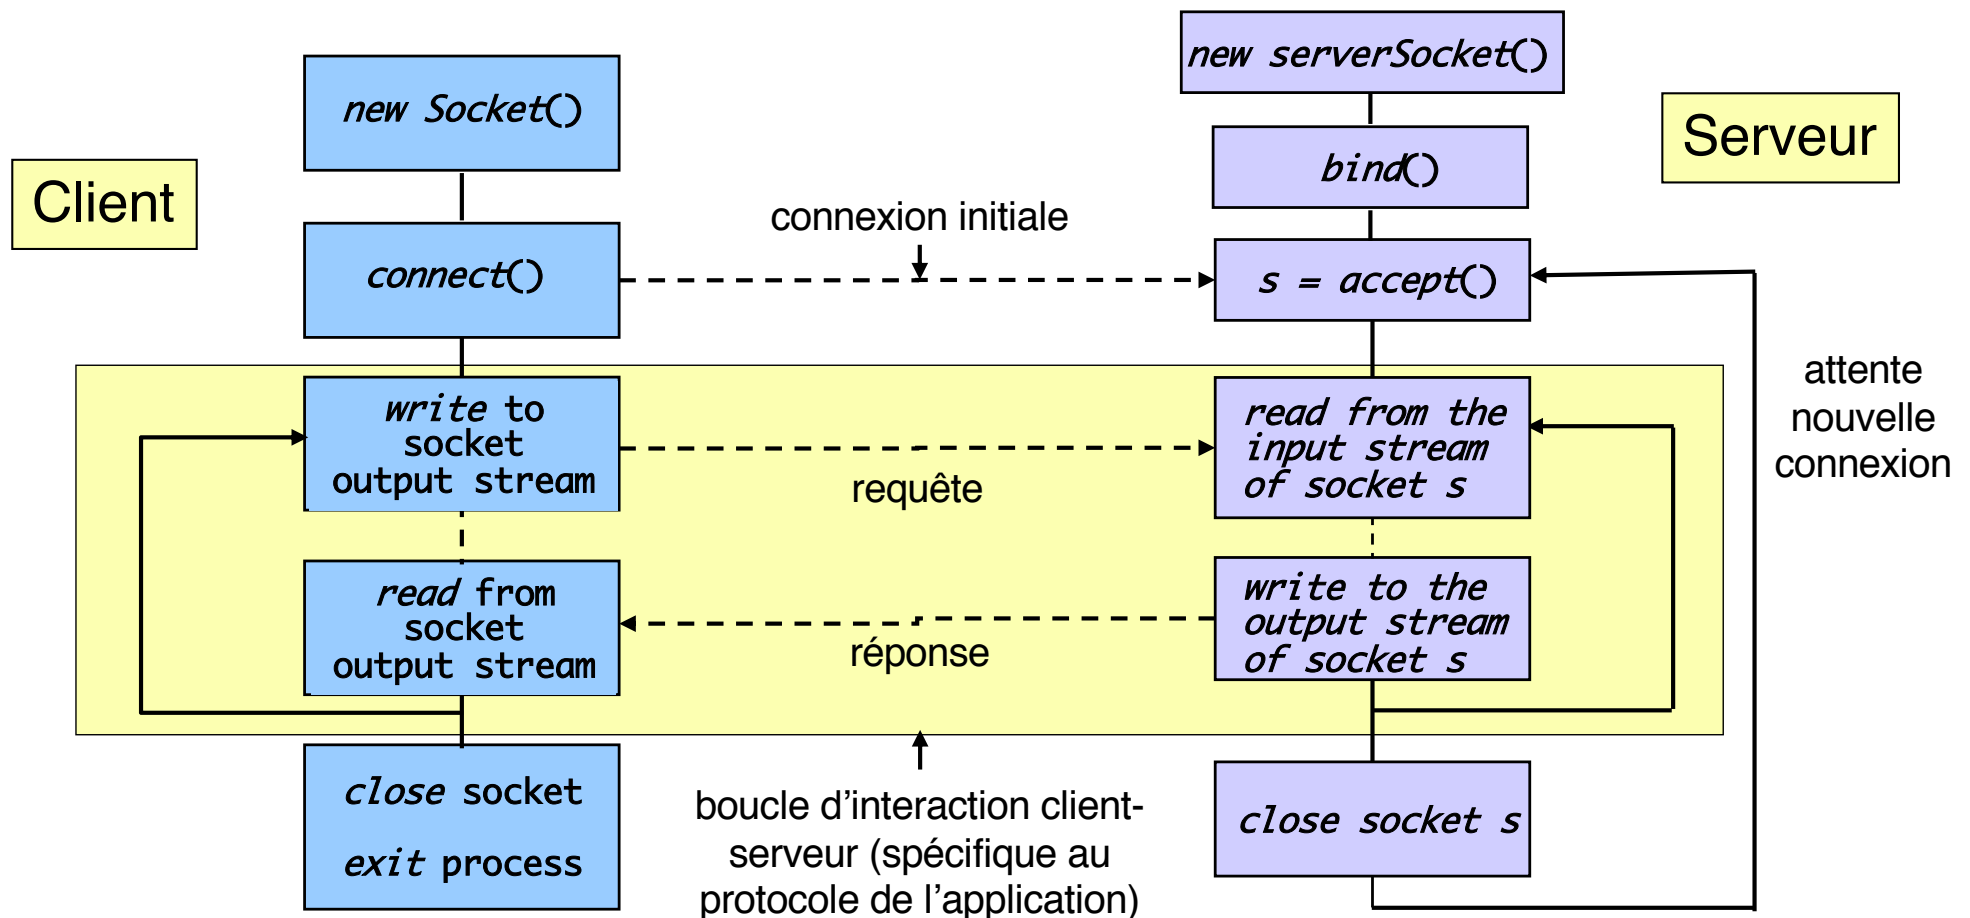 new serverSocket()
new Socket()
Serveur
bind()
Client
connexion initiale
connect()
s = accept()
attente
nouvelle
connexion
write to
socket
output stream
read from the
input stream
of socket s
requête
read from
socket
output stream
write to the
output stream
of socket s
réponse
close socket
exit process
boucle d'interaction client-
serveur (spécifique au
protocole de l'application)
close socket s